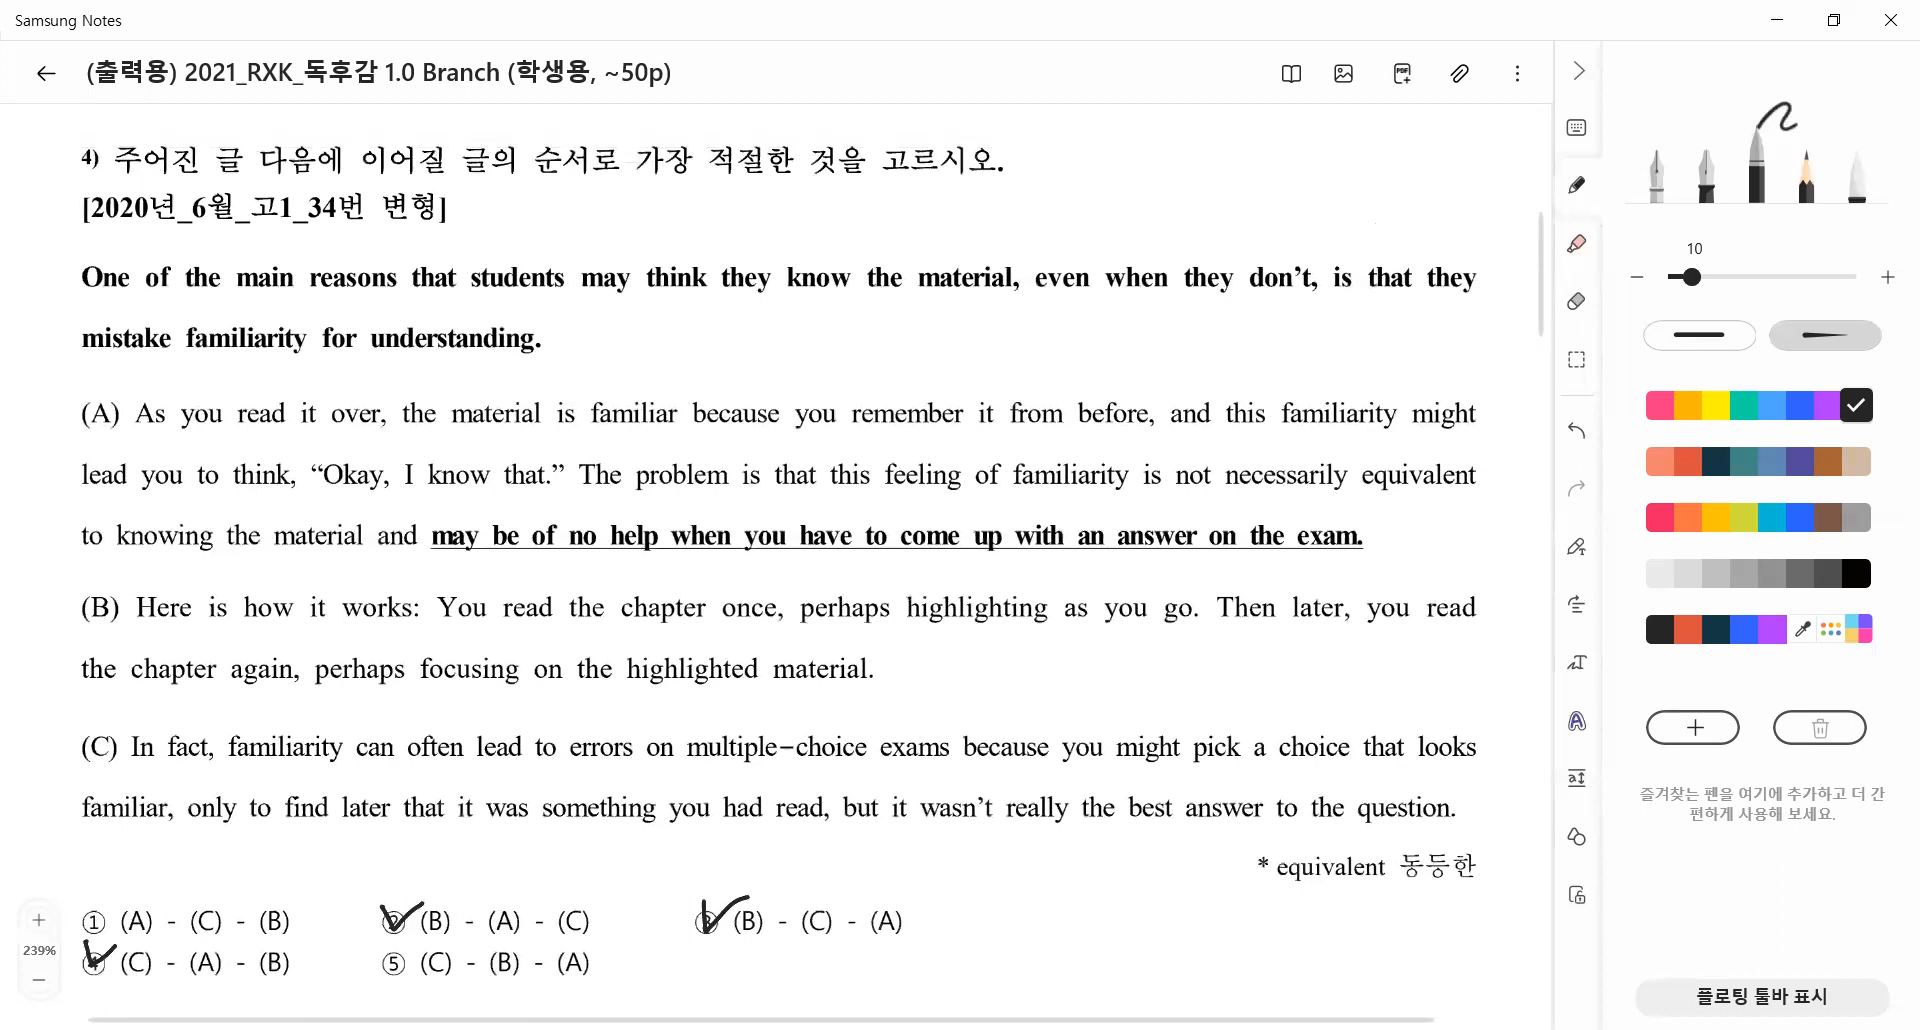 Samsung Notes
(출력용) 2021_RXK_독후감 1.0 Branch (학생용, ~50p)
4) 주어진 글 다음에 이어질 글의 순서로 가장 적절한 것을 고르시오.
[2020년_6월_고1_34번 변형]
One of the main reasons that students may think they know the material, even when they don't, is that they
mistake familiarity for understanding.
(A) As you read it over, the material is familiar because you remember it from before, and this familiarity might
lead you to think, “Okay, I know that.” The problem is that this feeling of familiarity is not necessarily equivalent
to knowing the material and may be of no help when you have to come up with an answer on the exam.
(B) Here is how it works: You read the chapter once, perhaps highlighting as you go. Then later, you read
the chapter again, perhaps focusing on the highlighted material.
(C) In fact, familiarity can often lead to errors on multiple-choice exams because you might pick a choice that looks
familiar, only to find later that it was something you had read, but it wasn't really the best answer to the question.
* equivalent 동등한
① (A) - (C) - (B) ② (B) - (A) - (C) ③ (B) - (C) - (A)
④ (C) - (A) - (B) ⑤ (C) - (B) - (A)
239%
10
즐겨찾는 펜을 여기에 추가하고 더 간
편하게 사용해 보세요.
플로팅 툴바 표시